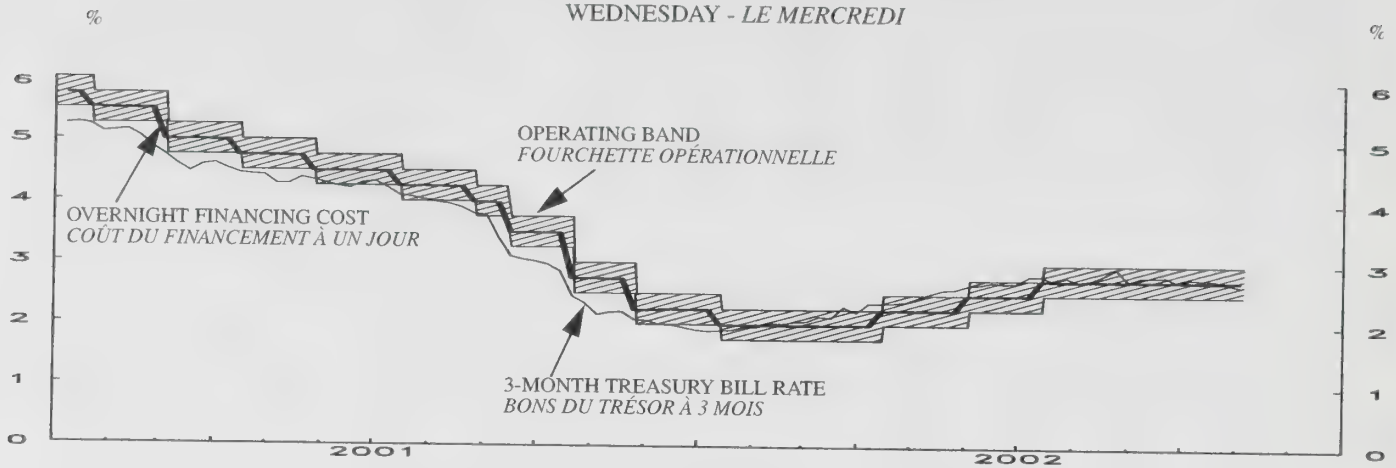 WEDNESDAY - LE MERCREDI
% %
6 6
5 5
4 4
3 3
2 2
1 1
0 0
OPERATING BAND
FOURCHETTE OPÉRATIONNELLE
OVERNIGHT FINANCING COST
COÛT DU FINANCEMENT À UN JOUR
3-MONTH TREASURY BILL RATE
BONS DU TRÉSOR À 3 MOIS
2001 2002